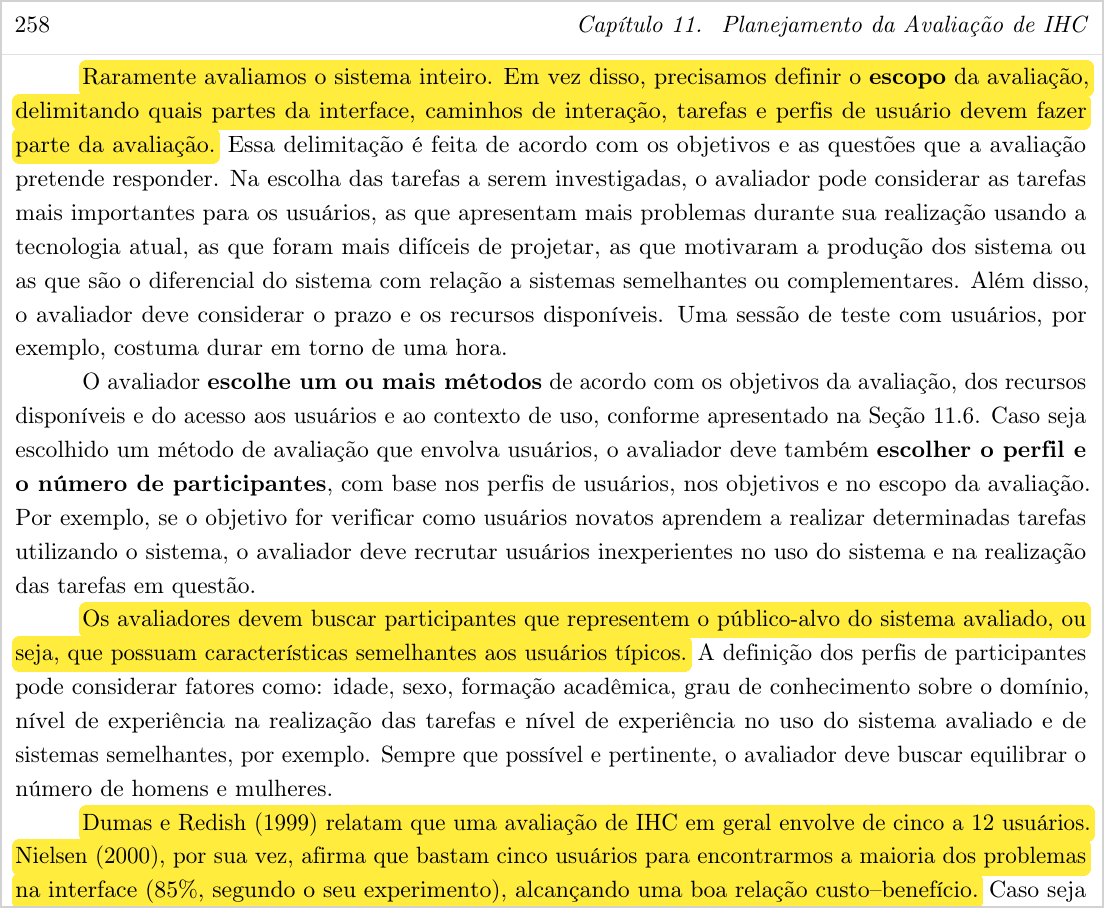 258 Capítulo 11. Planejamento da Avaliação de IHC
Raramente avaliamos o sistema inteiro. Em vez disso, precisamos definir o escopo da avaliação,
delimitando quais partes da interface, caminhos de interação, tarefas e perfis de usuário devem fazer
parte da avaliação. Essa delimitação é feita de acordo com os objetivos e as questões que a avaliação
pretende responder. Na escolha das tarefas a serem investigadas, o avaliador pode considerar as tarefas
mais importantes para os usuários, as que apresentam mais problemas durante sua realização usando a
tecnologia atual, as que foram mais difíceis de projetar, as que motivaram a produção dos sistema ou
as que são o diferencial do sistema com relação a sistemas semelhantes ou complementares. Além disso,
o avaliador deve considerar o prazo e os recursos disponíveis. Uma sessão de teste com usuários, por
exemplo, costuma durar em torno de uma hora.
O avaliador escolhe um ou mais métodos de acordo com os objetivos da avaliação, dos recursos
disponíveis e do acesso aos usuários e ao contexto de uso, conforme apresentado na Seção 11.6. Caso seja
escolhido um método de avaliação que envolva usuários, o avaliador deve também escolher o perfil e
o número de participantes, com base nos perfis de usuários, nos objetivos e no escopo da avaliação.
Por exemplo, se o objetivo for verificar como usuários novatos aprendem a realizar determinadas tarefas
utilizando o sistema, o avaliador deve recrutar usuários inexperientes no uso do sistema e na realização
das tarefas em questão.
Os avaliadores devem buscar participantes que representem o público-alvo do sistema avaliado, ou
seja, que possuam características semelhantes aos usuários típicos. A definição dos perfis de participantes
pode considerar fatores como: idade, sexo, formação acadêmica, grau de conhecimento sobre o domínio,
nível de experiência na realização das tarefas e nível de experiência no uso do sistema avaliado e de
sistemas semelhantes, por exemplo. Sempre que possível e pertinente, o avaliador deve buscar equilibrar o
número de homens e mulheres.
Dumas e Redish (1999) relatam que uma avaliação de IHC em geral envolve de cinco a 12 usuários.
Nielsen (2000), por sua vez, afirma que bastam cinco usuários para encontrarmos a maioria dos problemas
na interface (85%, segundo o seu experimento), alcançando uma boa relação custo–benefício. Caso seja